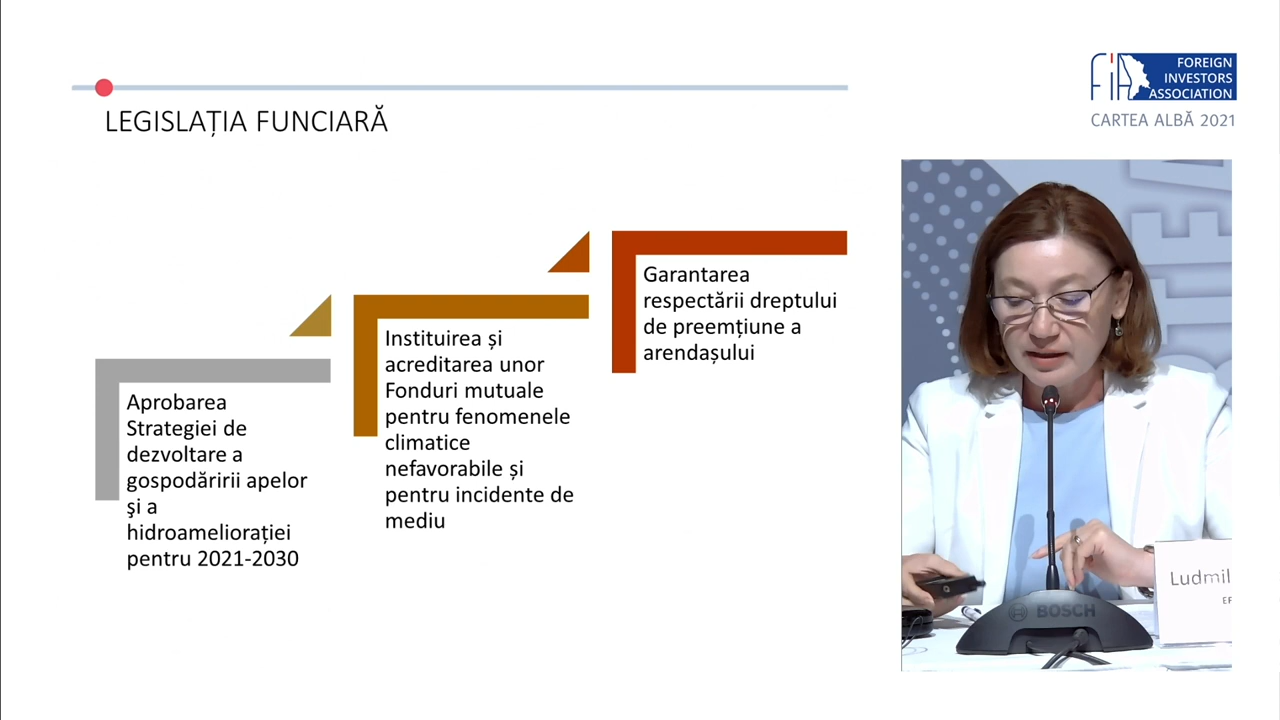 FOREIGN
INVESTORS
ASSOCIATION
CARTEA ALBĂ 2021
LEGISLAȚIA FUNCIARĂ
Aprobarea
Strategiei de
dezvoltare a
gospodăririi apelor
şi a
hidroameliorației
pentru 2021-2030
Instituirea și
acreditarea unor
Fonduri mutuale
pentru fenomenele
climatice
nefavorabile și
pentru incidente de
mediu
Garantarea
respectării dreptului
de preemțiune a
arendașului
BOSCH
Ludmil